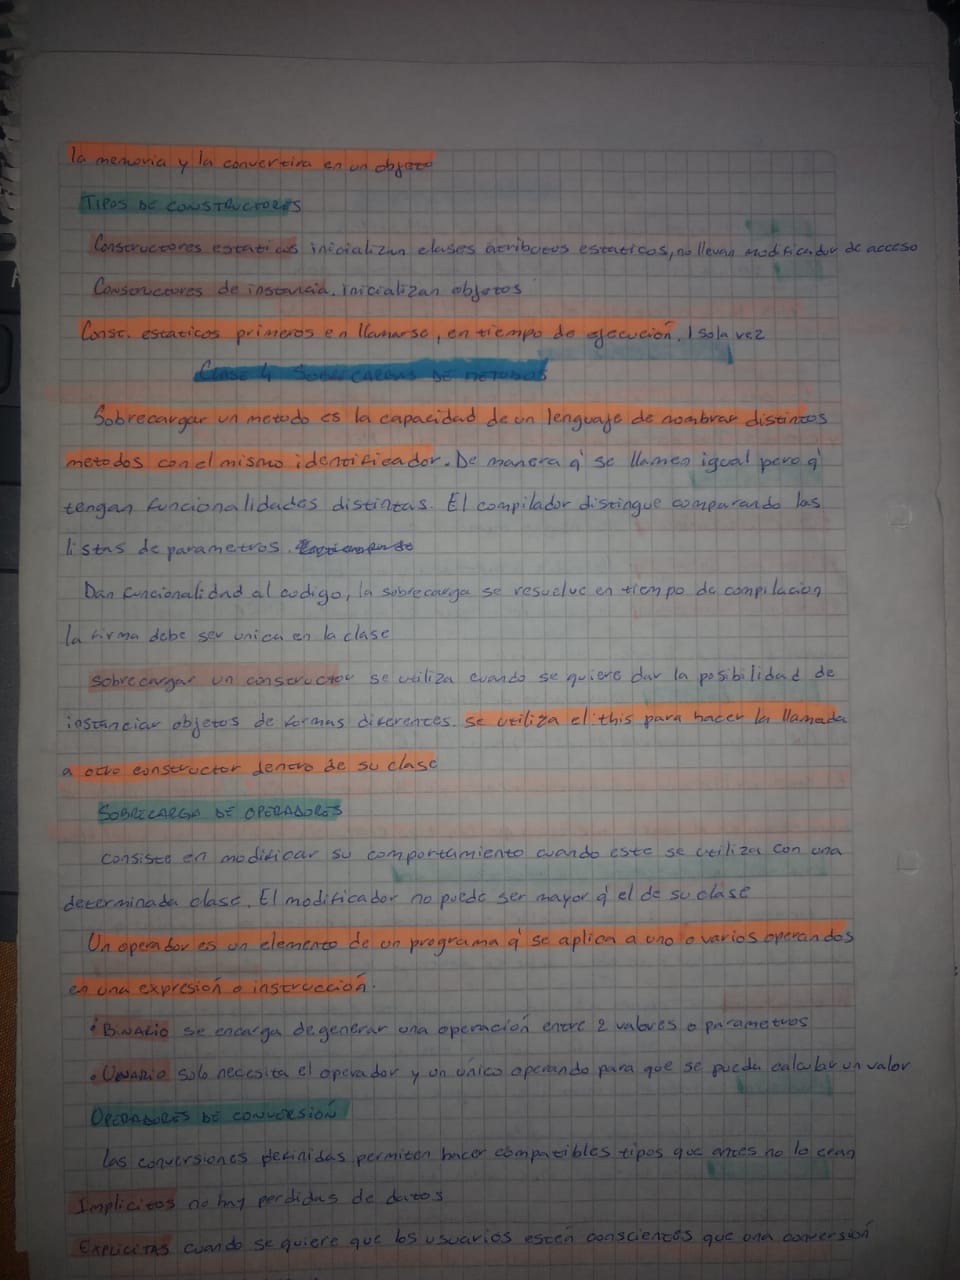 la memoria y la convertira en un objeto
TIPOS DE CONSTRUCTORES
Constructores estaticos inicializan clases atributos estaticos, no llevan modificador de acceso
Constructores de instancia. inicializan objetos
Const. estaticos primeros en llamarse, en tiempo de ejecución. 1 sola vez
CLASE 4 SOBRECARGAS DE METODOS
Sobrecargar un metodo es la capacidad de un lenguaje de nombrar distintos
metodos con el mismo identificador. De manera q' se llamen igual pero q'
tengan funcionalidades distintas. El compilador distingue comparando las
listas de parametros.
Dan funcionalidad al codigo, la sobrecarga se resuelve en tiempo de compilacion
la firma debe ser unica en la clase
Sobrecargar un constructor se utiliza cuando se quiere dar la posibilidad de
instanciar objetos de formas diferentes. se utiliza el this para hacer la llamada
a otro constructor dentro de su clase
SOBRECARGA DE OPERADORES
consiste en modificar su comportamiento cuando este se utiliza con una
determinada clase. El modificador no puede ser mayor q' el de su clase
Un operador es un elemento de un programa q' se aplica a uno o varios operandos
en una expresión o instrucción.
• BINARIO se encarga de generar una operación entre 2 valores o parametros
• UNARIO solo necesita el operador y un único operando para que se pueda calcular un valor
OPERADORES DE CONVERSIÓN
Las conversiones definidas permiten hacer compatibles tipos que antes no lo eran
Implicitos no hay perdidas de datos
EXPLICITAS cuando se quiere que los usuarios estén conscientes que una conversión